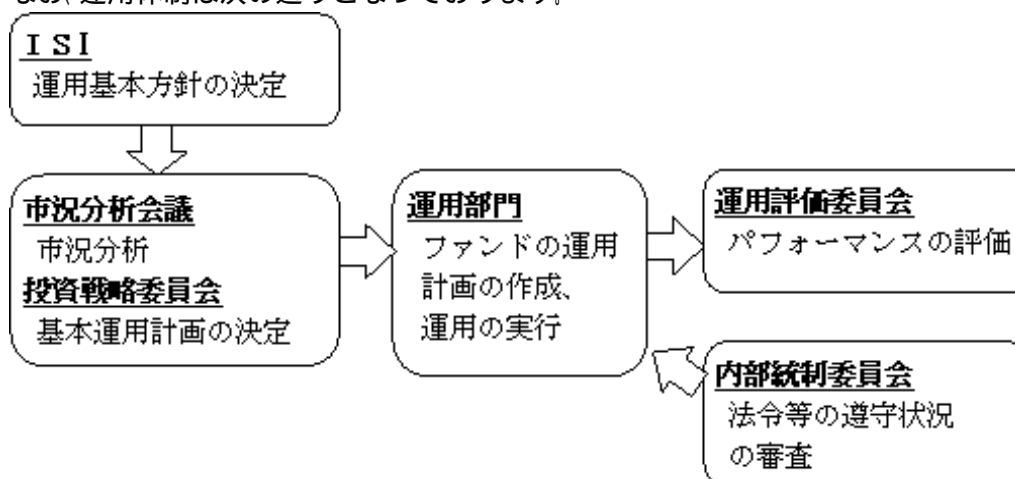 なお、運用体制は次の通りとなっております。
ＩＳＩ
運用基本方針の決定
市況分析会議
市況分析
投資戦略委員会
基本運用計画の決定
運用部門
ファンドの運用
計画の作成、
運用の実行
運用評価委員会
パフォーマンスの評価
内部統制委員会
法令等の遵守状況
の審査